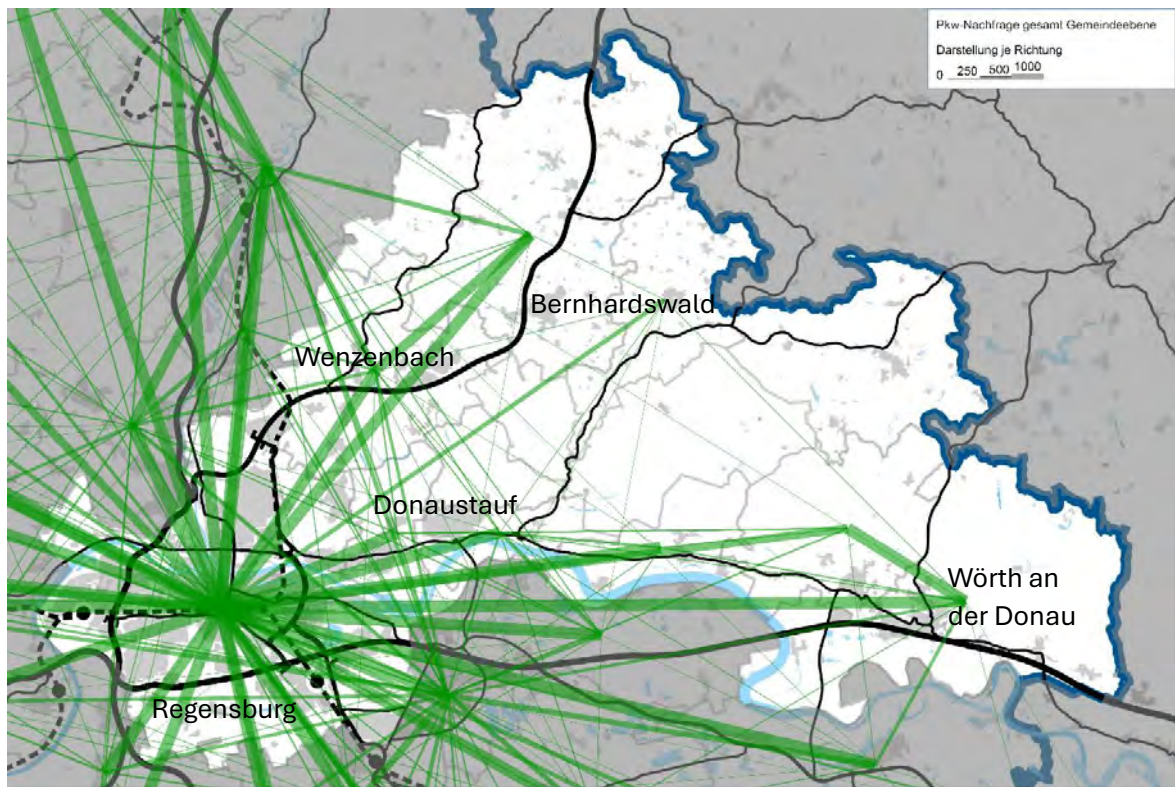 Pkw-Nachfrage gesamt Gemeindeebene
Darstellung je Richtung
0 250 500 1000
Bernhardswald
Wenzenbach
Donaustauf
Wörth an
der Donau
Regensburg